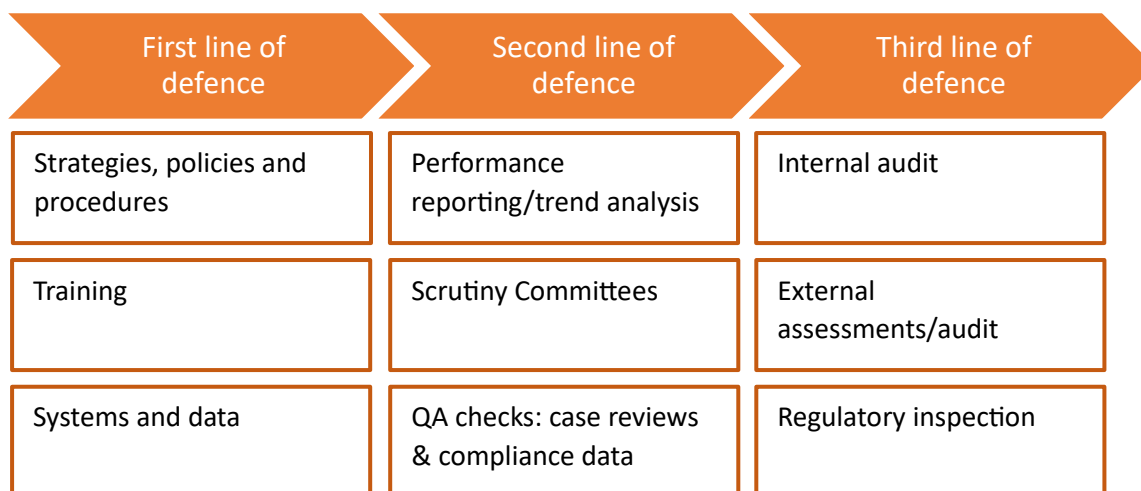 First line of
defence
Second line of
defence
Third line of
defence
Strategies, policies and
procedures
Performance
reporting/trend analysis
Internal audit
Training
Scrutiny Committees
External
assessments/audit
Systems and data
QA checks: case reviews
& compliance data
Regulatory inspection